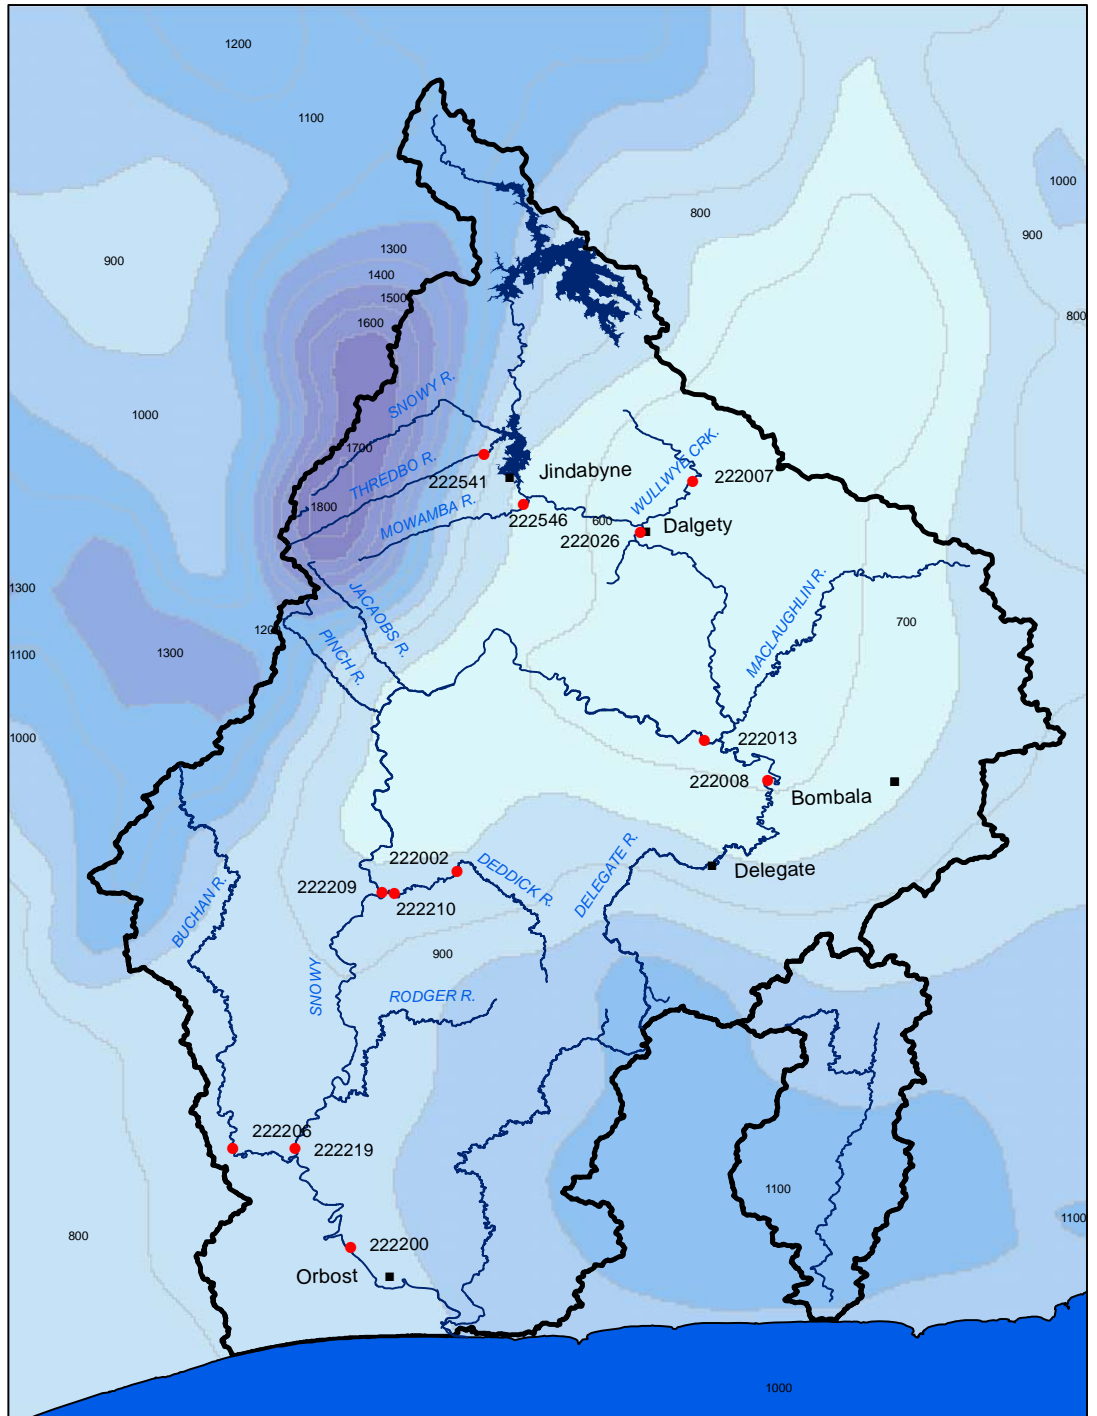 1200
1100
1000
800
900
1300
900
1400
1500
800
1600
SNOWY R.
1000
1700
THREDBO R.
WULLWYE CRK.
Jindabyne
222007
222541
MOWAMBA R.
1800
222546
600
Dalgety
222026
1300
JACAOBS R.
MACLAUGHLIN R.
700
1200
PINCH R.
1100
1300
1000
222013
222008
Bombala
222002
DEDDICK R.
DELEGATE R.
Delegate
222209
222210
BUCHAN R.
900
SNOWY
RODGER R.
222206
222219
1100
1100
800
222200
Orbost
1000